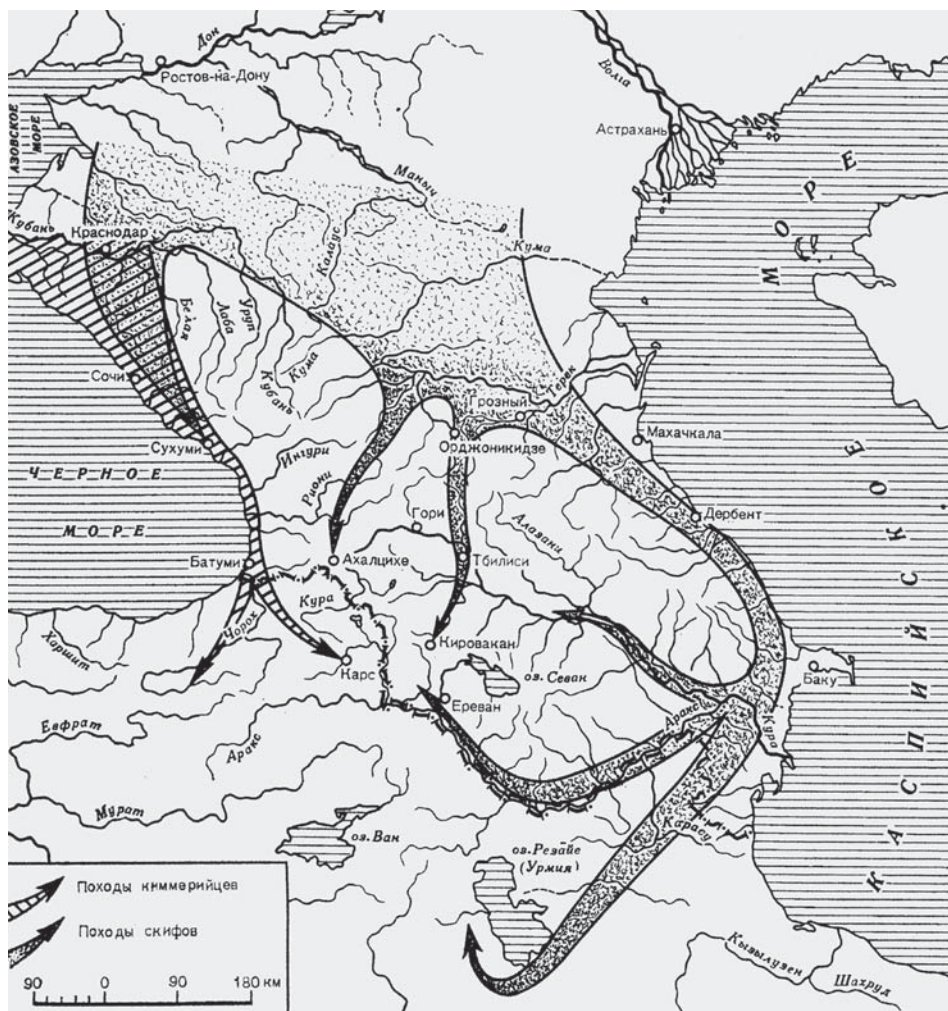 Дон
Ростов-на-Дону
Волга
Астрахань
АЗОВСКОЕ
МОРЕ
Маныч
Кубань
Краснодар
Калаус
Кума
Белая
Лаба
Уруп
Кубань
Кума
Сочи
Терек
Грозный
Махачкала
Сухуми
Ингури
Орджоникидзе
Риони
ЧЕРНОЕ
МОРЕ
Гори
Алазани
Дербент
Батуми
Ахалцихе
Тбилиси
Кура
Чорох
Харшит
Кировакан
Карс
оз. Севан
Баку
Ереван
Аракс
Кура
Евфрат
Аракс
Мурат
оз. Ван
оз. Резайе
(Урмия)
Карасу
КАСПИЙСКОЕ МОРЕ
Кызылузен
Шахруд
Походы киммерийцев
Походы скифов
90 0 90 180 км